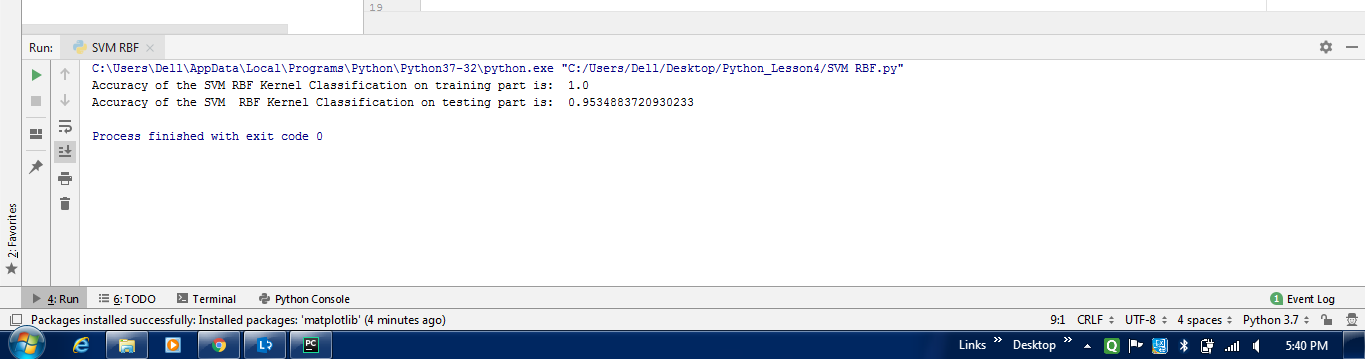 19
Run: SVM RBF
C:\Users\Dell\AppData\Local\Programs\Python\Python37-32\python.exe "C:/Users/Dell/Desktop/Python_Lesson4/SVM RBF.py"
Accuracy of the SVM RBF Kernel Classification on training part is:  1.0
Accuracy of the SVM  RBF Kernel Classification on testing part is:  0.9534883720930233
Process finished with exit code 0
2: Favorites
4: Run 6: TODO Terminal Python Console 1 Event Log
Packages installed successfully: Installed packages: 'matplotlib' (4 minutes ago) 9:1 CRLF UTF-8 4 spaces Python 3.7
Links » Desktop » 5:40 PM